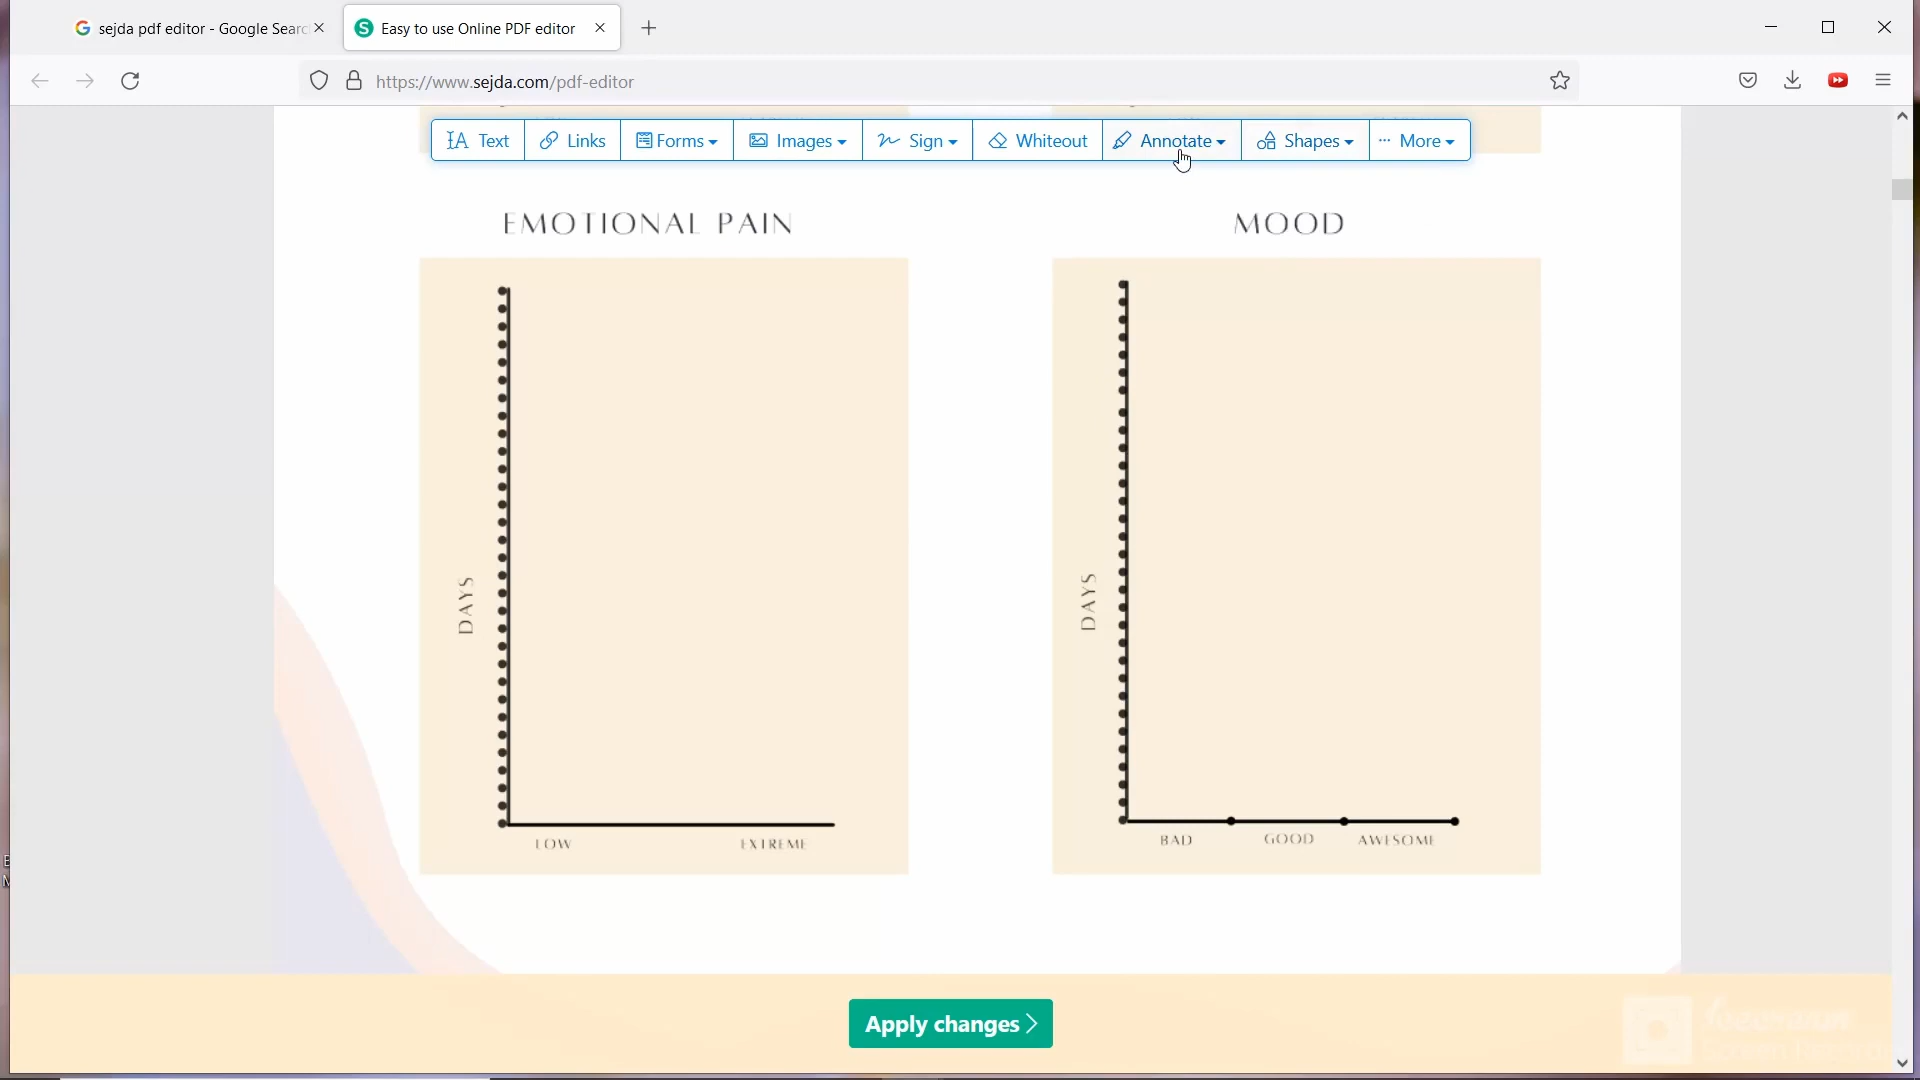 sejda pdf editor - Google Searc
Easy to use Online PDF editor
https://www.sejda.com/pdf-editor
Text
Links
Forms
Images
Sign
Whiteout
Annotate
Shapes
More
EMOTIONAL PAIN
MOOD
DAYS
DAYS
LOW
EXTREME
BAD
GOOD
AWESOME
Apply changes